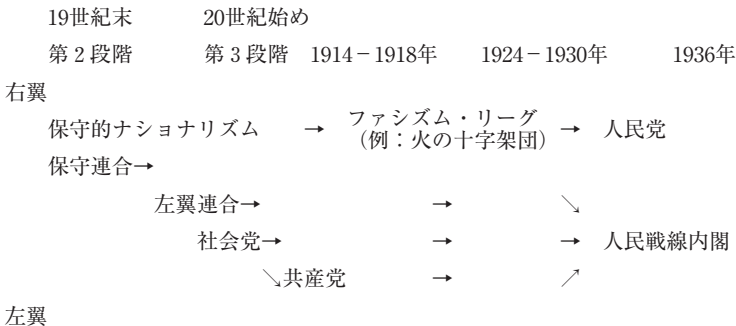 19世紀末　20世紀始め
第２段階　第３段階　1914－1918年　1924－1930年　1936年
右翼
保守的ナショナリズム　→　ファシズム・リーグ　→　人民党
（例：火の十字架団）
保守連合→
左翼連合→　→　↘
社会党→　→　→　人民戦線内閣
↘共産党　→　↗
左翼